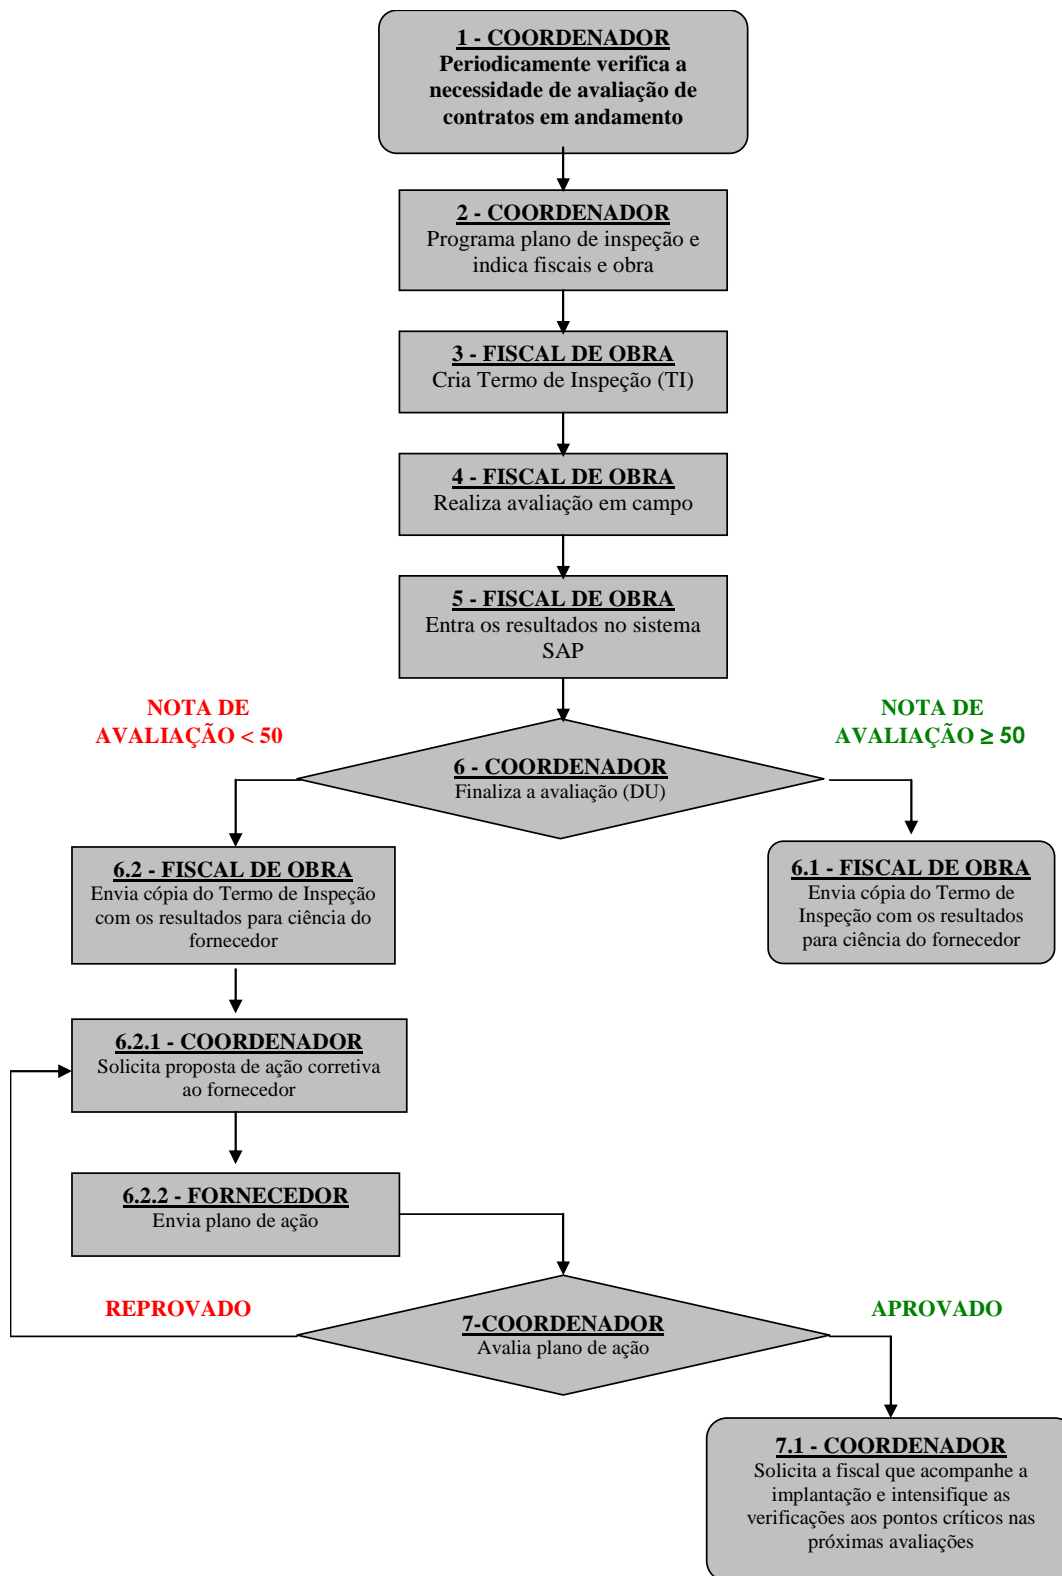 1 - COORDENADOR
Periodicamente verifica a
necessidade de avaliação de
contratos em andamento
2 - COORDENADOR
Programa plano de inspeção e
indica fiscais e obra
3 - FISCAL DE OBRA
Cria Termo de Inspeção (TI)
4 - FISCAL DE OBRA
Realiza avaliação em campo
5 - FISCAL DE OBRA
Entra os resultados no sistema
SAP
NOTA DE
AVALIAÇÃO < 50
NOTA DE
AVALIAÇÃO ≥ 50
6 - COORDENADOR
Finaliza a avaliação (DU)
6.2 - FISCAL DE OBRA
Envia cópia do Termo de Inspeção
com os resultados para ciência do
fornecedor
6.1 - FISCAL DE OBRA
Envia cópia do Termo de
Inspeção com os resultados
para ciência do fornecedor
6.2.1 - COORDENADOR
Solicita proposta de ação corretiva
ao fornecedor
6.2.2 - FORNECEDOR
Envia plano de ação
REPROVADO
APROVADO
7-COORDENADOR
Avalia plano de ação
7.1 - COORDENADOR
Solicita a fiscal que acompanhe a
implantação e intensifique as
verificações aos pontos críticos nas
próximas avaliações